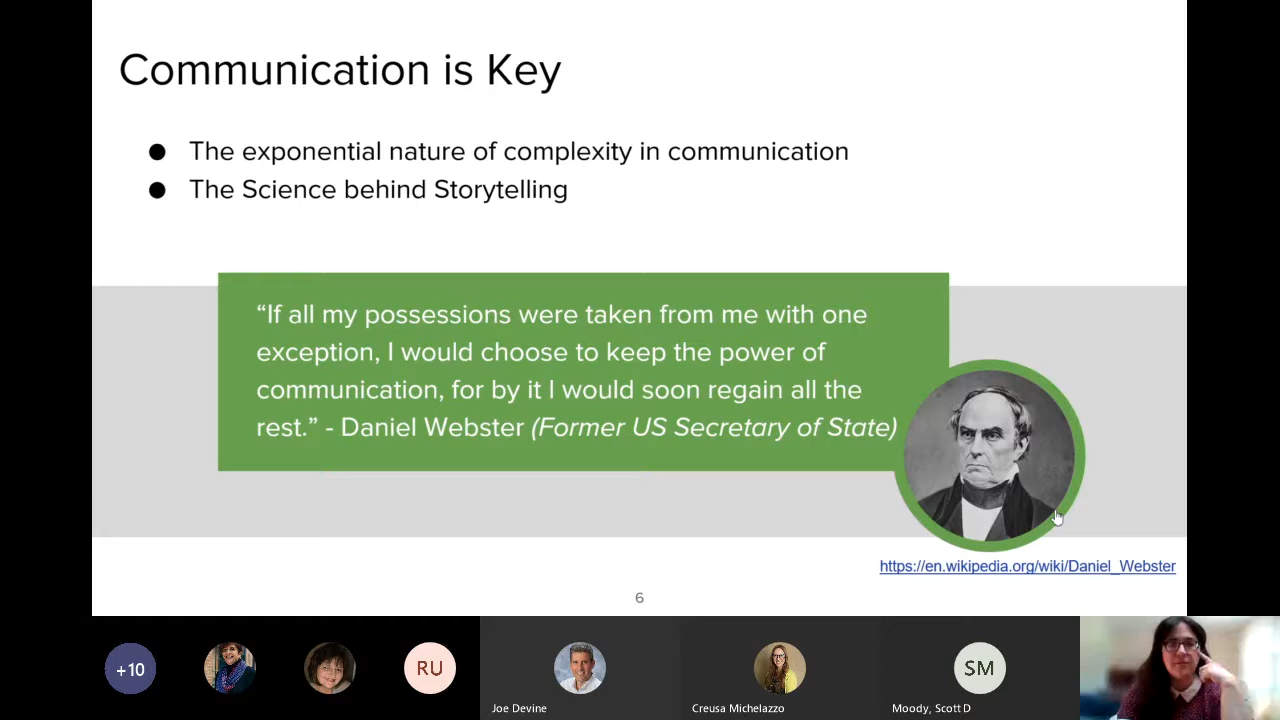 Communication is Key
● The exponential nature of complexity in communication
● The Science behind Storytelling
“If all my possessions were taken from me with one
exception, I would choose to keep the power of
communication, for by it I would soon regain all the
rest.” - Daniel Webster (Former US Secretary of State)
https://en.wikipedia.org/wiki/Daniel_Webster
6
+10
RU
SM
Joe Devine
Creusa Michelazzo
Moody, Scott D